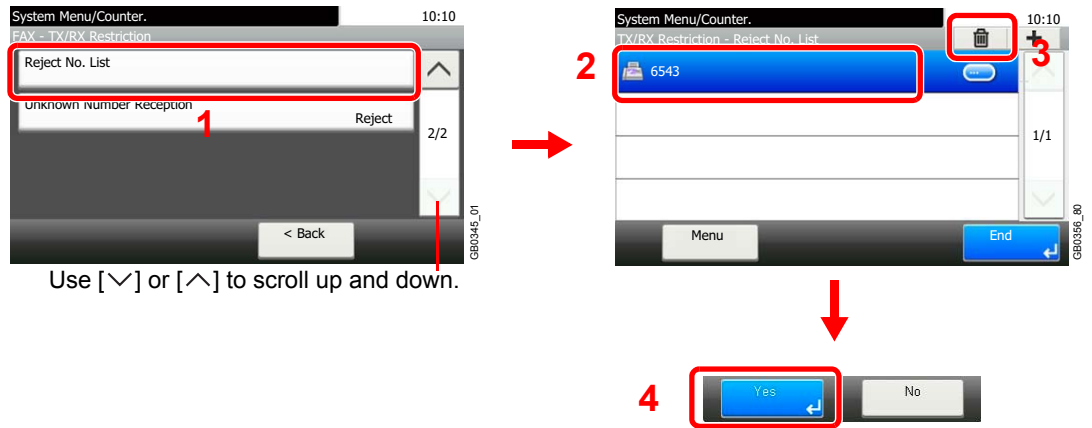 System Menu/Counter.
10:10
FAX - TX/RX Restriction
Reject No. List
Unknown Number Reception
1
Reject
2/2
< Back
GB0345_01
Use [∨] or [∧] to scroll up and down.
System Menu/Counter.
10:10
TX/RX Restriction - Reject No. List
3
2
6543
1/1
Menu
End
GB0356_80
4
Yes
No